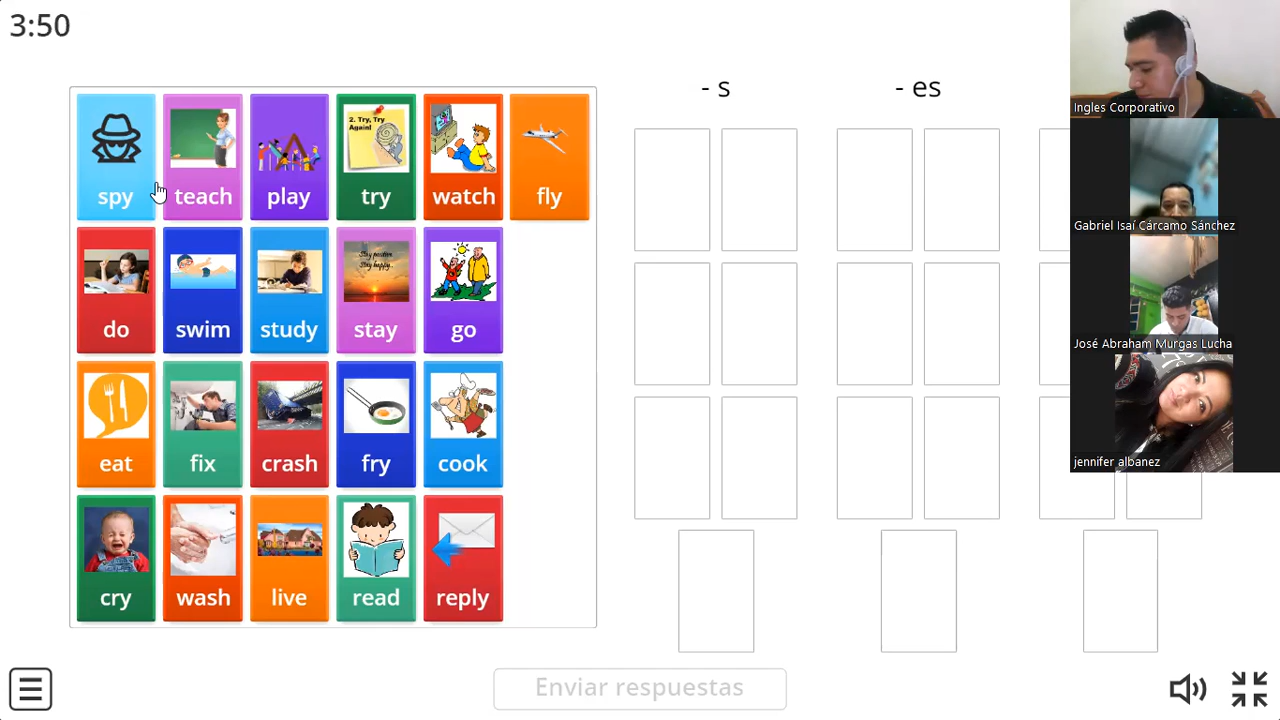 3:50
- s
- es
Ingles Corporativo
Gabriel Isaí Cárcamo Sánchez
José Abraham Murgas Lucha
jennifer albanez
2. Try, Try
Again!
spy
teach
play
try
watch
fly
Stay positive
Stay happy..
do
swim
study
stay
go
eat
fix
crash
fry
cook
cry
wash
live
read
reply
Enviar respuestas